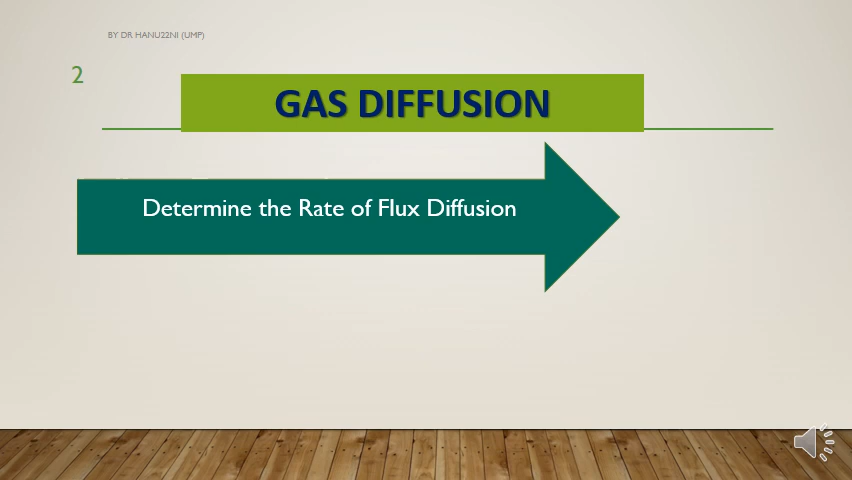 BY DR HANU22NI (UMP)
2
GAS DIFFUSION
Determine the Rate of Flux Diffusion